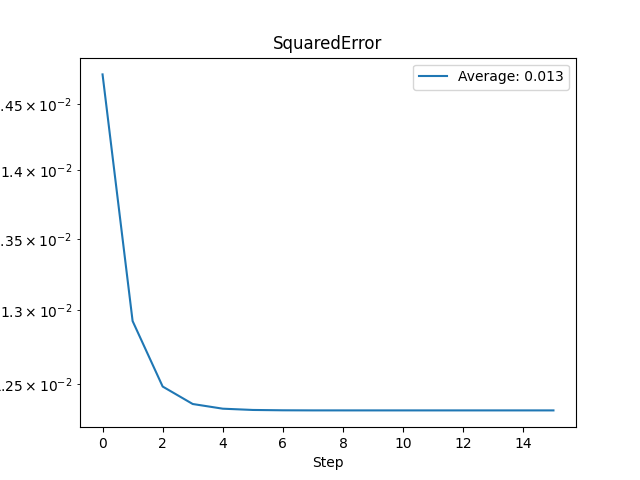 SquaredError
Average: 0.013
.45 × 10⁻²
1.4 × 10⁻²
.35 × 10⁻²
1.3 × 10⁻²
.25 × 10⁻²
0 2 4 6 8 10 12 14
Step